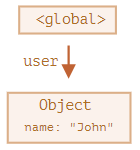 <global>
user
Object
name: "John"